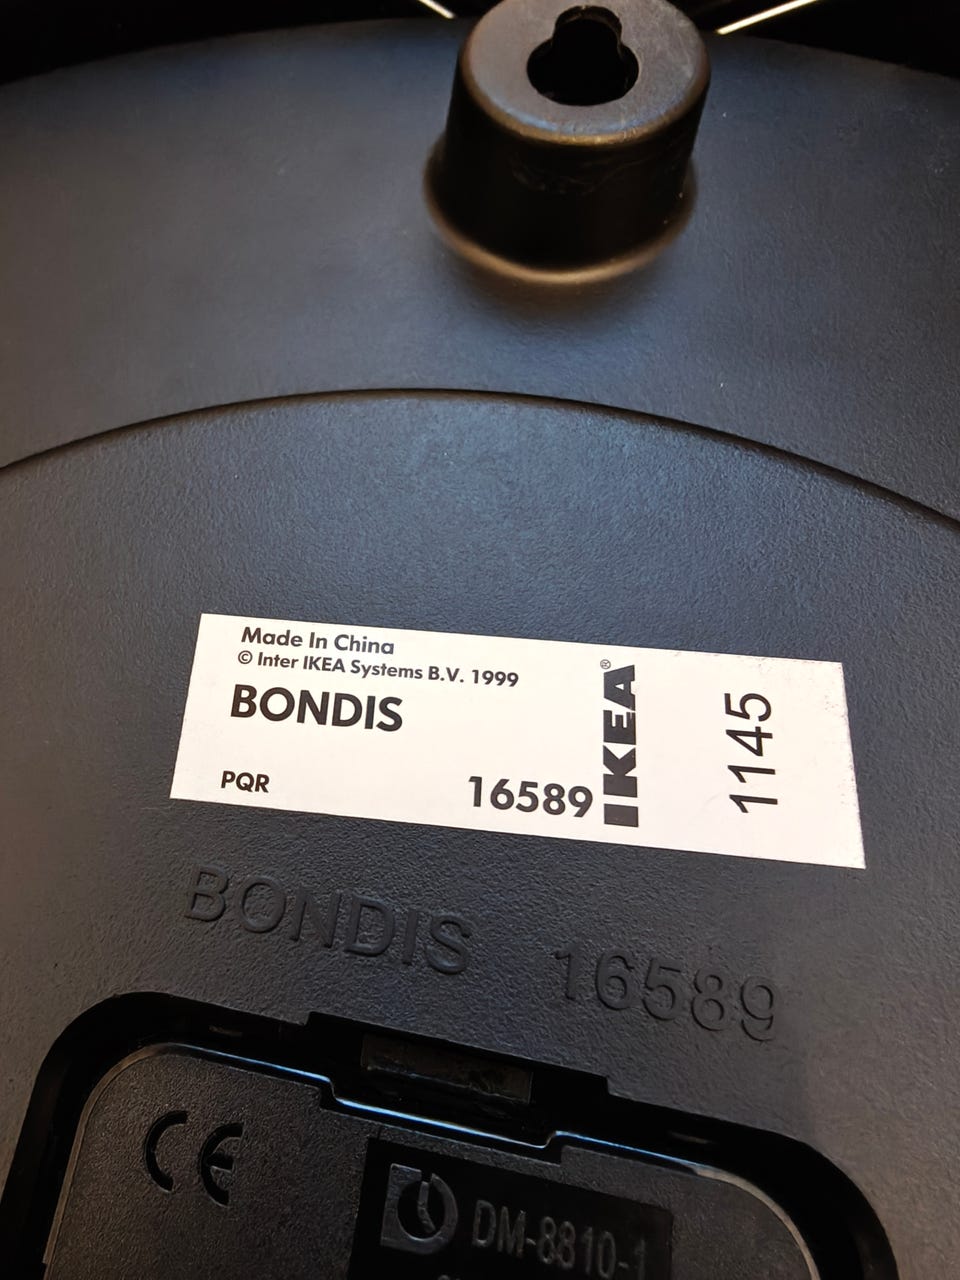 Made In China
© Inter IKEA Systems B.V. 1999
BONDIS
PQR
16589
IKEA®
1145
BONDIS 16589
CE
DM-8810-1